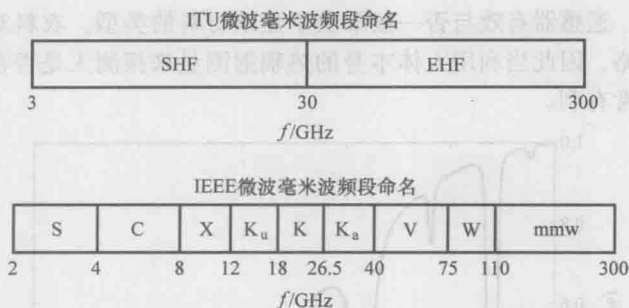 ITU微波毫米波频段命名
SHF EHF
3 30 300
f/GHz
IEEE微波毫米波频段命名
S C X Ku K Ka V W mmw
2 4 8 12 18 26.5 40 75 110 300
f/GHz